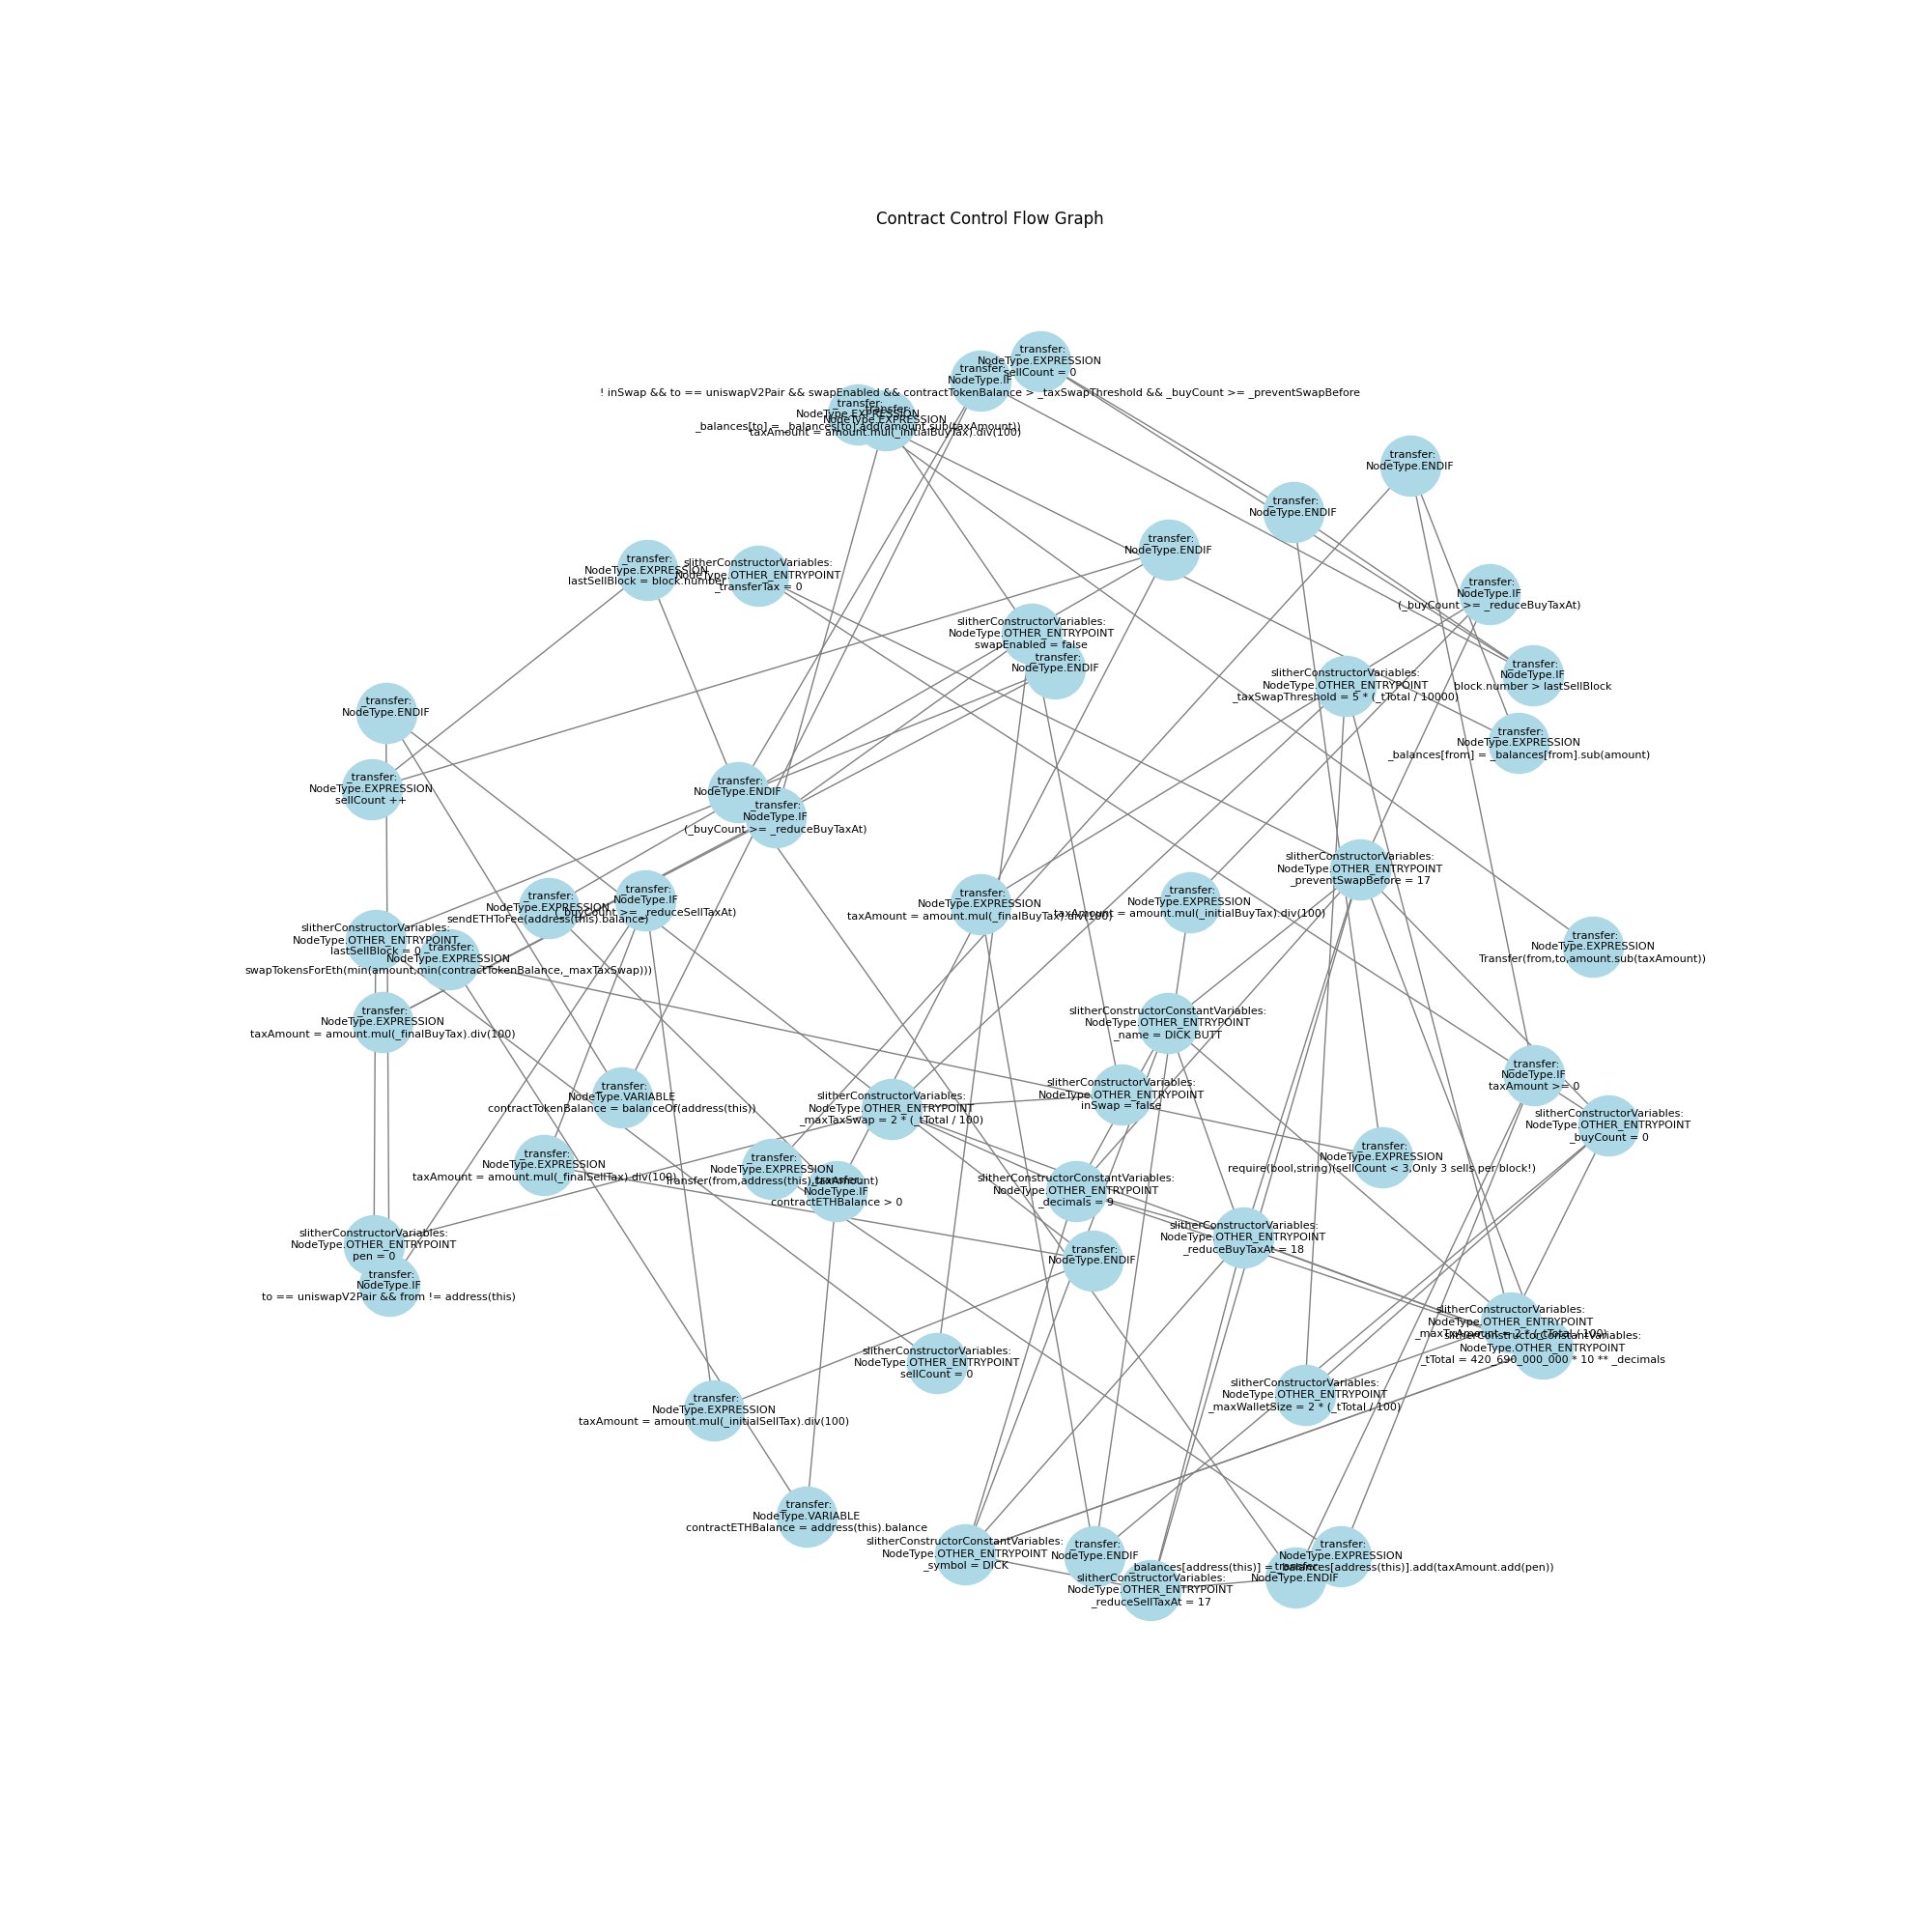 Contract Control Flow Graph
_transfer:
NodeType.EXPRESSION
sellCount = 0
_transfer:
NodeType.IF
! inSwap && to == uniswapV2Pair && swapEnabled && contractTokenBalance > _taxSwapThreshold && _buyCount >= _preventSwapBefore
_transfer:
NodeType.EXPRESSION
_balances[to] = _balances[to].add(amount.sub(taxAmount))
_transfer:
NodeType.EXPRESSION
taxAmount = amount.mul(_initialBuyTax).div(100)
_transfer:
NodeType.ENDIF
_transfer:
NodeType.ENDIF
_transfer:
NodeType.ENDIF
_transfer:
NodeType.EXPRESSION
lastSellBlock = block.number
slitherConstructorVariables:
NodeType.OTHER_ENTRYPOINT
_transferTax = 0
_transfer:
NodeType.IF
(_buyCount >= _reduceBuyTaxAt)
slitherConstructorVariables:
NodeType.OTHER_ENTRYPOINT
swapEnabled = false
_transfer:
NodeType.ENDIF
_transfer:
NodeType.IF
block.number > lastSellBlock
slitherConstructorVariables:
NodeType.OTHER_ENTRYPOINT
_taxSwapThreshold = 5 * (_tTotal / 10000)
_transfer:
NodeType.ENDIF
_transfer:
NodeType.EXPRESSION
_balances[from] = _balances[from].sub(amount)
_transfer:
NodeType.EXPRESSION
sellCount ++
_transfer:
NodeType.ENDIF
_transfer:
NodeType.IF
(_buyCount >= _reduceBuyTaxAt)
slitherConstructorVariables:
NodeType.OTHER_ENTRYPOINT
_preventSwapBefore = 17
_transfer:
NodeType.EXPRESSION
sendETHToFee(address(this).balance)
_transfer:
NodeType.IF
(_buyCount >= _reduceSellTaxAt)
_transfer:
NodeType.EXPRESSION
taxAmount = amount.mul(_finalBuyTax).div(100)
_transfer:
NodeType.EXPRESSION
taxAmount = amount.mul(_initialBuyTax).div(100)
slitherConstructorVariables:
NodeType.OTHER_ENTRYPOINT
lastSellBlock = 0
_transfer:
NodeType.EXPRESSION
swapTokensForEth(min(amount,min(contractTokenBalance,_maxTaxSwap)))
_transfer:
NodeType.EXPRESSION
Transfer(from,to,amount.sub(taxAmount))
_transfer:
NodeType.EXPRESSION
taxAmount = amount.mul(_finalBuyTax).div(100)
slitherConstructorConstantVariables:
NodeType.OTHER_ENTRYPOINT
_name = DICK BUTT
_transfer:
NodeType.IF
taxAmount >= 0
_transfer:
NodeType.VARIABLE
contractTokenBalance = balanceOf(address(this))
slitherConstructorVariables:
NodeType.OTHER_ENTRYPOINT
_maxTaxSwap = 2 * (_tTotal / 100)
slitherConstructorVariables:
NodeType.OTHER_ENTRYPOINT
inSwap = false
slitherConstructorVariables:
NodeType.OTHER_ENTRYPOINT
_buyCount = 0
_transfer:
NodeType.EXPRESSION
require(bool,string)(sellCount < 3,Only 3 sells per block!)
_transfer:
NodeType.EXPRESSION
taxAmount = amount.mul(_finalSellTax).div(100)
_transfer:
NodeType.EXPRESSION
Transfer(from,address(this),taxAmount)
_transfer:
NodeType.IF
contractETHBalance > 0
slitherConstructorConstantVariables:
NodeType.OTHER_ENTRYPOINT
_decimals = 9
slitherConstructorVariables:
NodeType.OTHER_ENTRYPOINT
_reduceBuyTaxAt = 18
slitherConstructorVariables:
NodeType.OTHER_ENTRYPOINT
pen = 0
_transfer:
NodeType.ENDIF
_transfer:
NodeType.IF
to == uniswapV2Pair && from != address(this)
slitherConstructorVariables:
NodeType.OTHER_ENTRYPOINT
_maxTxAmount = 2 * (_tTotal / 100)
slitherConstructorConstantVariables:
NodeType.OTHER_ENTRYPOINT
_tTotal = 420_690_000_000 * 10 ** _decimals
slitherConstructorVariables:
NodeType.OTHER_ENTRYPOINT
sellCount = 0
slitherConstructorVariables:
NodeType.OTHER_ENTRYPOINT
_maxWalletSize = 2 * (_tTotal / 100)
_transfer:
NodeType.EXPRESSION
taxAmount = amount.mul(_initialSellTax).div(100)
_transfer:
NodeType.VARIABLE
contractETHBalance = address(this).balance
slitherConstructorConstantVariables:
NodeType.OTHER_ENTRYPOINT
_symbol = DICK
_transfer:
NodeType.ENDIF
_transfer:
NodeType.EXPRESSION
_balances[address(this)] = _balances[address(this)].add(taxAmount.add(pen))
_transfer:
NodeType.ENDIF
slitherConstructorVariables:
NodeType.OTHER_ENTRYPOINT
_reduceSellTaxAt = 17